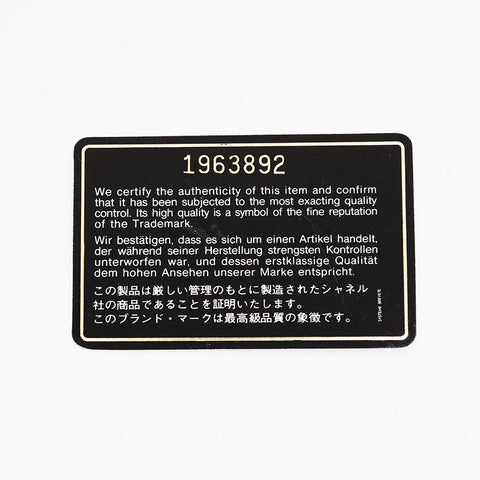 1963892
We certify the authenticity of this item and confirm
that it has been subjected to the most exacting quality
control. Its high quality is a symbol of the fine reputation
of the Trademark.
Wir bestätigen, dass es sich um einen Artikel handelt,
der während seiner Herstellung strengsten Kontrollen
unterworfen war, und dessen erstklassige Qualität
dem hohen Ansehen unserer Marke entspricht.
この製品は厳しい管理のもとに製造されたシャネル
社の商品であることを証明いたします。
このブランド・マークは最高級品質の象徴です。